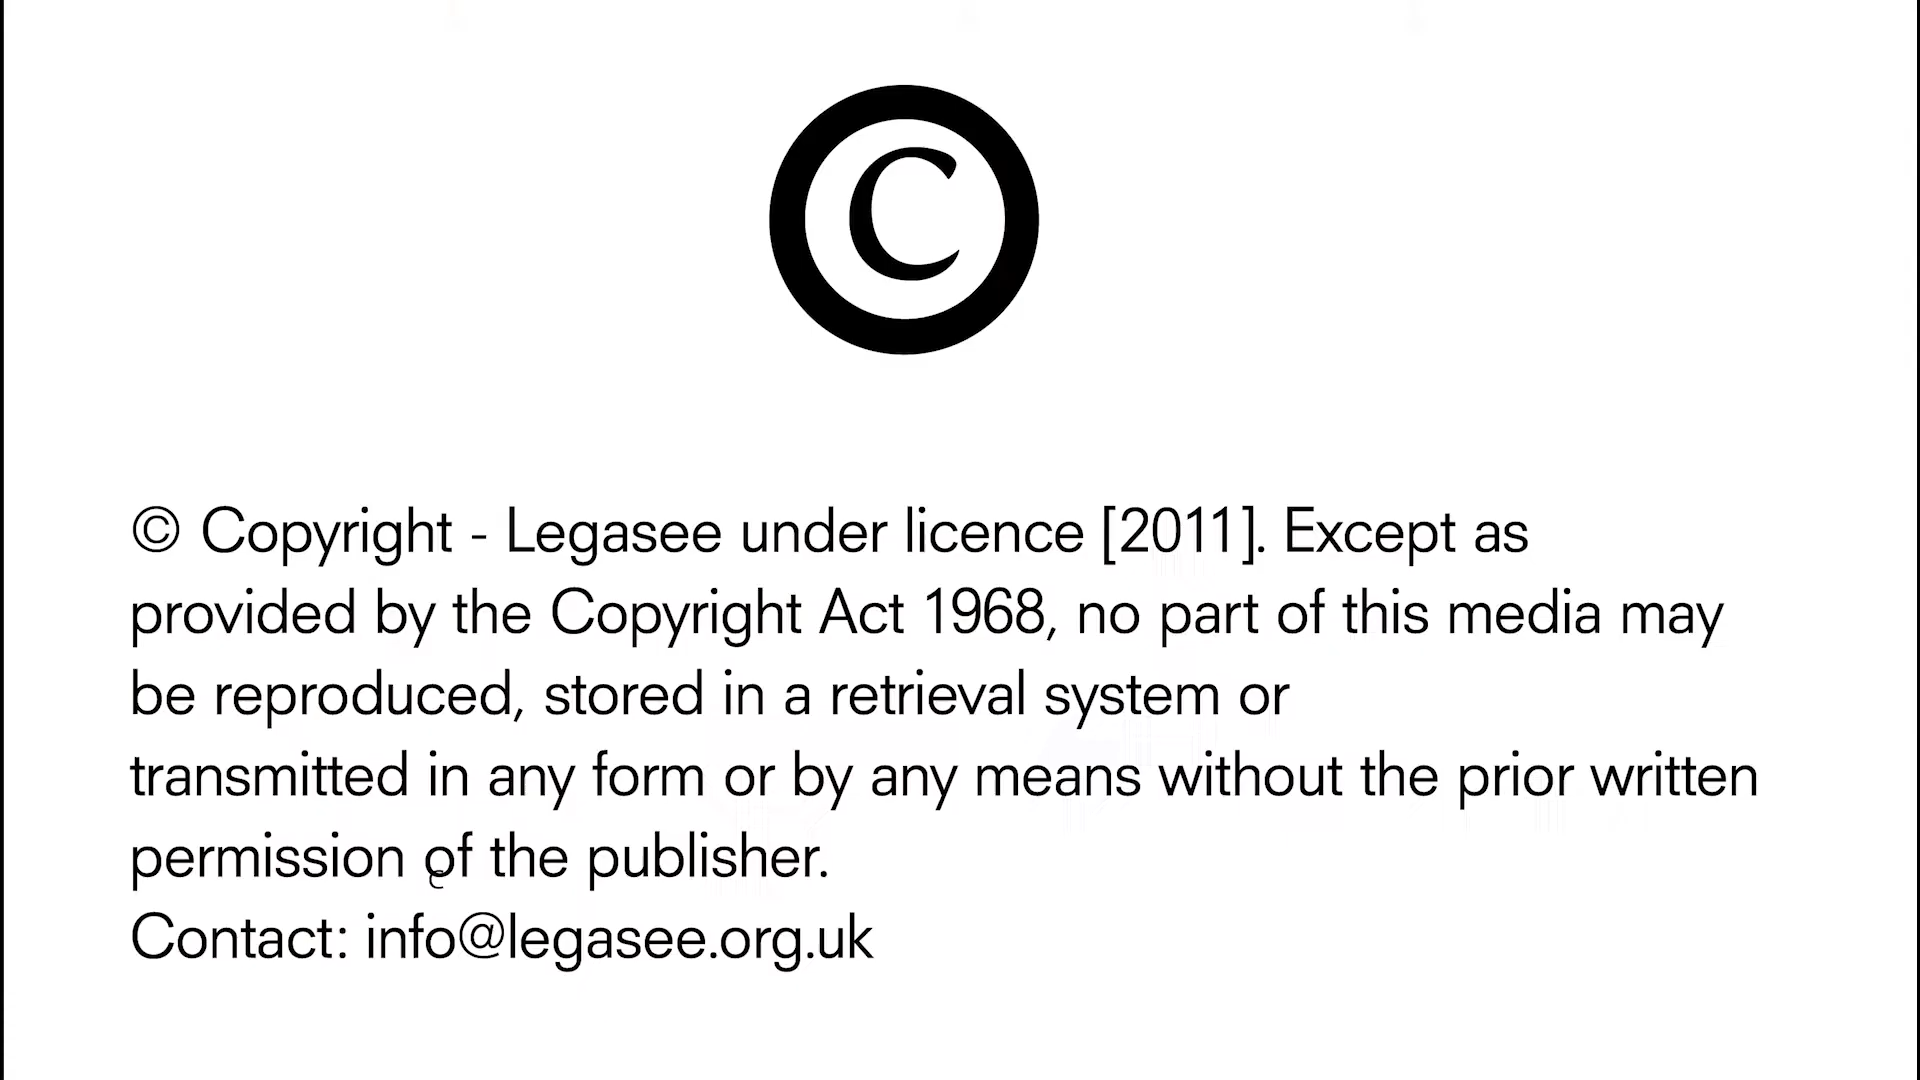 ©
© Copyright - Legasee under licence [2011]. Except as
provided by the Copyright Act 1968, no part of this media may
be reproduced, stored in a retrieval system or
transmitted in any form or by any means without the prior written
permission of the publisher.
Contact: info@legasee.org.uk